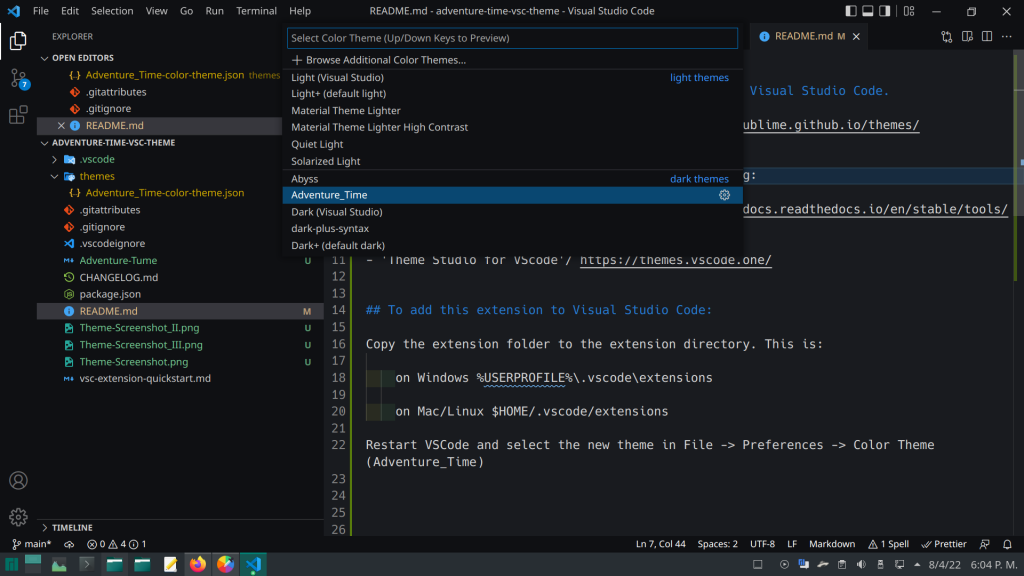 File Edit Selection View Go Run Terminal Help README.md - adventure-time-vsc-theme - Visual Studio Code
EXPLORER
OPEN EDITORS
{..} Adventure_Time-color-theme.json themes
.gitattributes
.gitignore
README.md
ADVENTURE-TIME-VSC-THEME
.vscode
themes
{..} Adventure_Time-color-theme.json
.gitattributes
.gitignore
.vscodeignore
Adventure-Tume U
CHANGELOG.md
package.json
README.md M
Theme-Screenshot_II.png U
Theme-Screenshot_III.png U
Theme-Screenshot.png U
vsc-extension-quickstart.md
TIMELINE
7
Select Color Theme (Up/Down Keys to Preview)
+ Browse Additional Color Themes...
Light (Visual Studio) light themes
Light+ (default light)
Material Theme Lighter
Material Theme Lighter High Contrast
Quiet Light
Solarized Light
Abyss dark themes
Adventure_Time
Dark (Visual Studio)
dark-plus-syntax
Dark+ (default dark)
README.md M
Visual Studio Code.
ublime.github.io/themes/
g:
docs.readthedocs.io/en/stable/tools/
11 - 'Theme Studio for VScode'/ https://themes.vscode.one/
12
13
14 ## To add this extension to Visual Studio Code:
15
16 Copy the extension folder to the extension directory. This is:
17
18 on Windows %USERPROFILE%\.vscode\extensions
19
20 on Mac/Linux $HOME/.vscode/extensions
21
22 Restart VSCode and select the new theme in File -> Preferences -> Color Theme
(Adventure_Time)
23
24
25
26
main* 0 4 1 Ln 7, Col 44 Spaces: 2 UTF-8 LF Markdown 1 Spell Prettier
8/4/22 6:04 P. M.